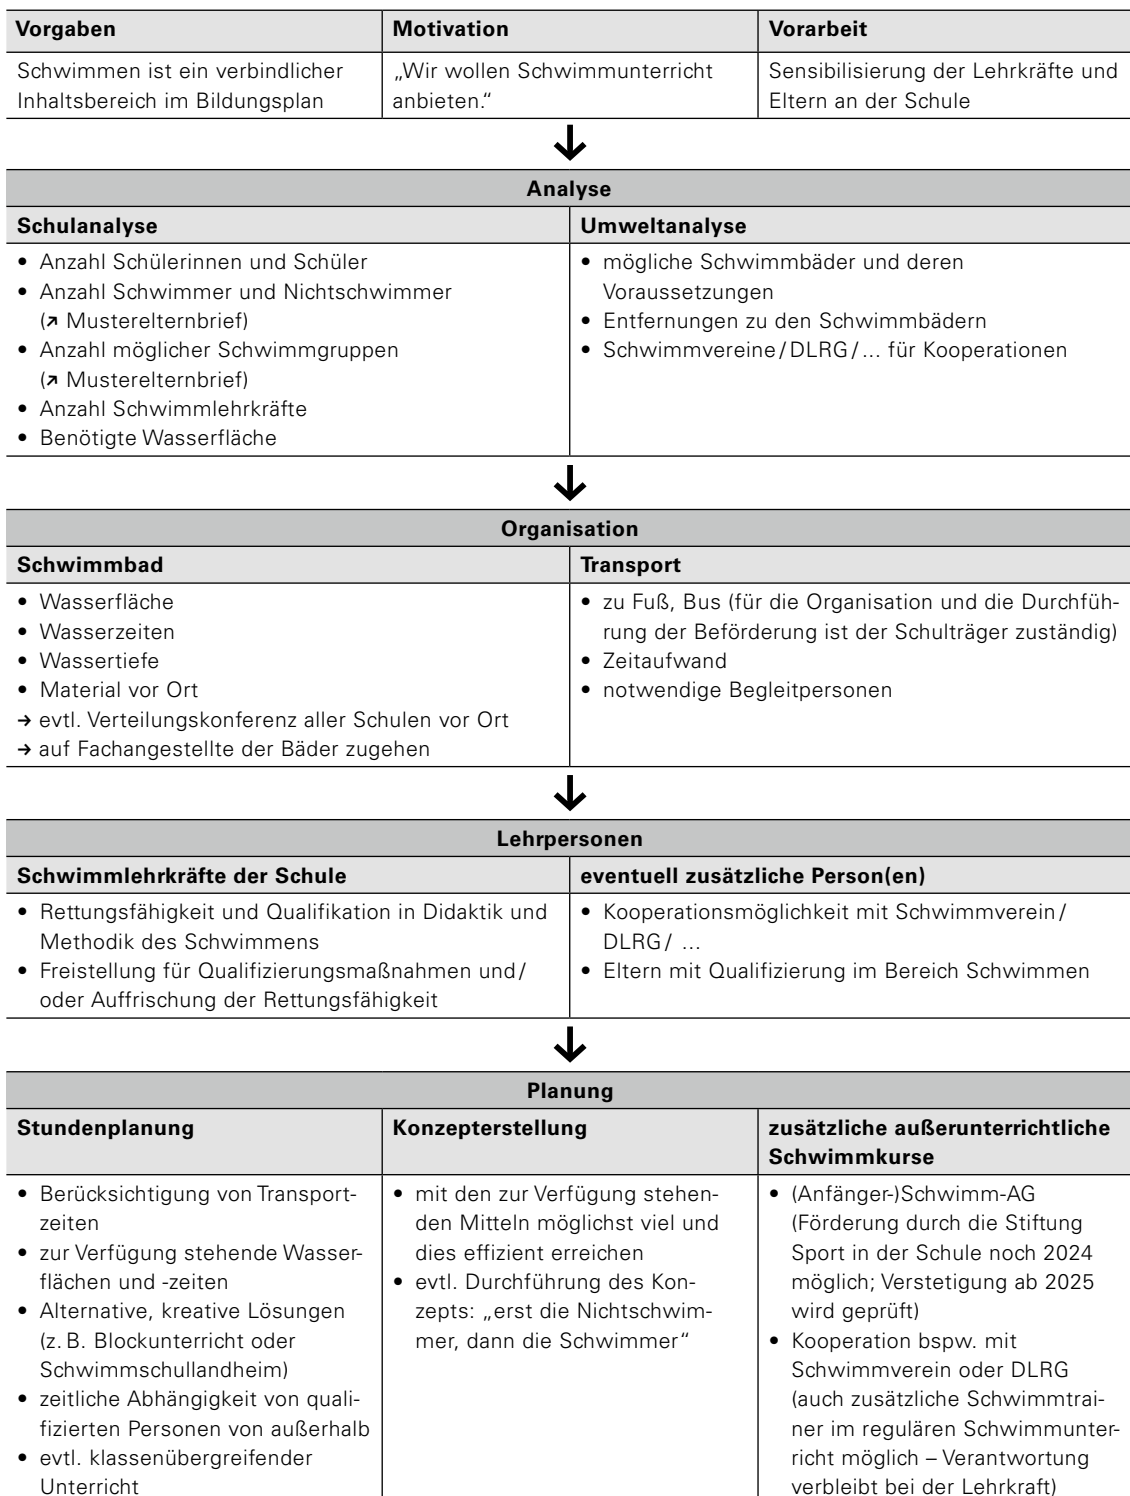 Vorgaben
Motivation
Vorarbeit
Schwimmen ist ein verbindlicher
Inhaltsbereich im Bildungsplan
„Wir wollen Schwimmunterricht
anbieten.“
Sensibilisierung der Lehrkräfte und
Eltern an der Schule
Analyse
Schulanalyse
Umweltanalyse
• Anzahl Schülerinnen und Schüler
• Anzahl Schwimmer und Nichtschwimmer
(↗ Musterelternbrief)
• Anzahl möglicher Schwimmgruppen
(↗ Musterelternbrief)
• Anzahl Schwimmlehrkräfte
• Benötigte Wasserfläche
• mögliche Schwimmbäder und deren
Voraussetzungen
• Entfernungen zu den Schwimmbädern
• Schwimmvereine/DLRG/... für Kooperationen
Organisation
Schwimmbad
Transport
• Wasserfläche
• Wasserzeiten
• Wassertiefe
• Material vor Ort
→ evtl. Verteilungskonferenz aller Schulen vor Ort
→ auf Fachangestellte der Bäder zugehen
• zu Fuß, Bus (für die Organisation und die Durchfüh-
rung der Beförderung ist der Schulträger zuständig)
• Zeitaufwand
• notwendige Begleitpersonen
Lehrpersonen
Schwimmlehrkräfte der Schule
eventuell zusätzliche Person(en)
• Rettungsfähigkeit und Qualifikation in Didaktik und
Methodik des Schwimmens
• Freistellung für Qualifizierungsmaßnahmen und/
oder Auffrischung der Rettungsfähigkeit
• Kooperationsmöglichkeit mit Schwimmverein/
DLRG/ ...
• Eltern mit Qualifizierung im Bereich Schwimmen
Planung
Stundenplanung
Konzepterstellung
zusätzliche außerunterrichtliche
Schwimmkurse
• Berücksichtigung von Transport-
zeiten
• zur Verfügung stehende Wasser-
flächen und -zeiten
• Alternative, kreative Lösungen
(z. B. Blockunterricht oder
Schwimmschullandheim)
• zeitliche Abhängigkeit von quali-
fizierten Personen von außerhalb
• evtl. klassenübergreifender
Unterricht
• mit den zur Verfügung stehen-
den Mitteln möglichst viel und
dies effizient erreichen
• evtl. Durchführung des Kon-
zepts: „erst die Nichtschwim-
mer, dann die Schwimmer“
• (Anfänger-)Schwimm-AG
(Förderung durch die Stiftung
Sport in der Schule noch 2024
möglich; Verstetigung ab 2025
wird geprüft)
• Kooperation bspw. mit
Schwimmverein oder DLRG
(auch zusätzliche Schwimmtrai-
ner im regulären Schwimmunter-
richt möglich – Verantwortung
verbleibt bei der Lehrkraft)